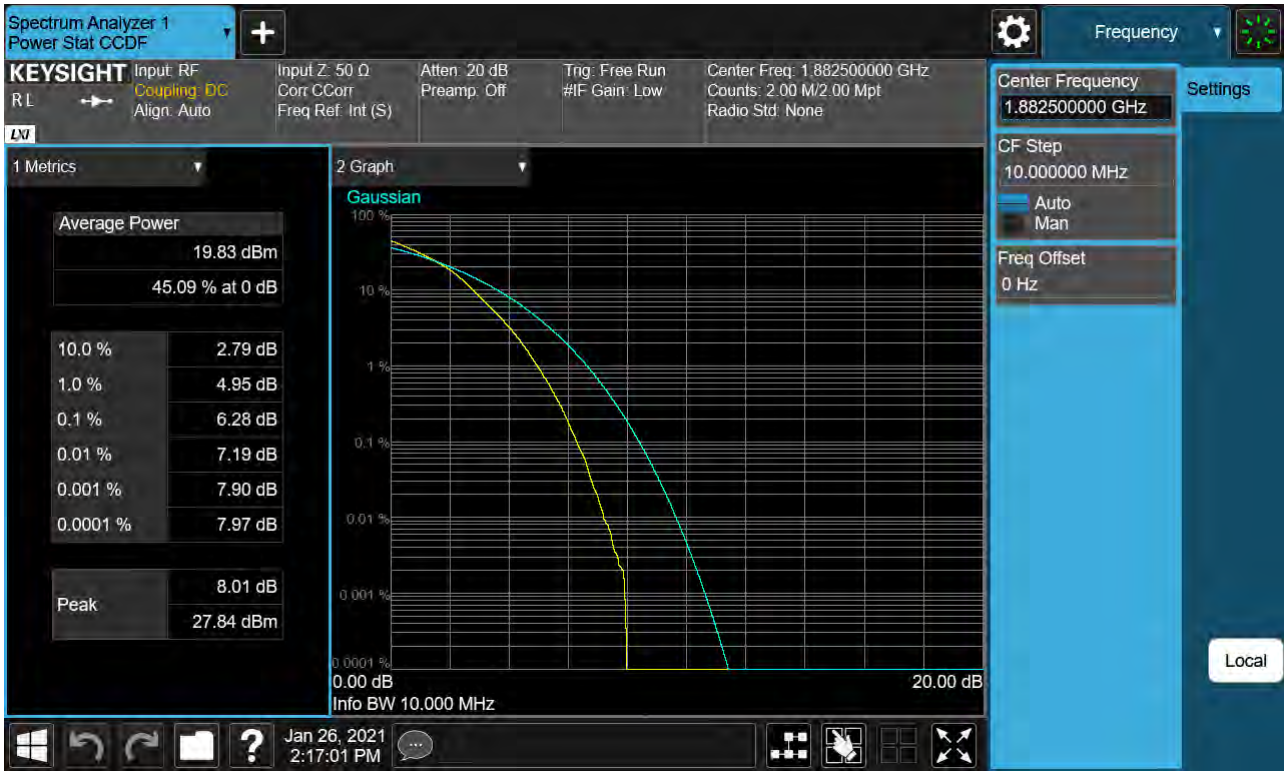 Spectrum Analyzer 1
Power Stat CCDF
+
Frequency
KEYSIGHT
RL
LXI
Input: RF
Coupling: DC
Align: Auto
Input Z: 50 Ω
Corr CCorr
Freq Ref: Int (S)
Atten: 20 dB
Preamp: Off
Trig: Free Run
#IF Gain: Low
Center Freq: 1.882500000 GHz
Counts: 2.00 M/2.00 Mpt
Radio Std: None
Center Frequency
1.882500000 GHz
Settings
CF Step
10.000000 MHz
Auto
Man
Freq Offset
0 Hz
Local
1 Metrics
Average Power
19.83 dBm
45.09 % at 0 dB
10.0 % 2.79 dB
1.0 % 4.95 dB
0.1 % 6.28 dB
0.01 % 7.19 dB
0.001 % 7.90 dB
0.0001 % 7.97 dB
Peak
8.01 dB
27.84 dBm
2 Graph
Gaussian
100 %
10 %
1 %
0.1 %
0.01 %
0.001 %
0.0001 %
0.00 dB 20.00 dB
Info BW 10.000 MHz
?
Jan 26, 2021
2:17:01 PM